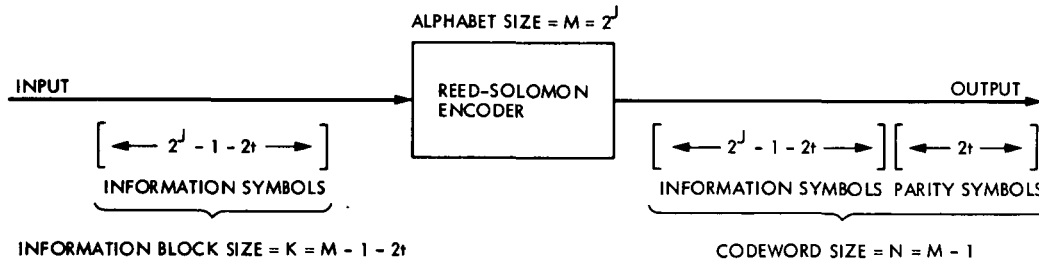 ALPHABET SIZE = M = 2^J
INPUT
REED-SOLOMON
ENCODER
OUTPUT
2^J - 1 - 2t
INFORMATION SYMBOLS
2^J - 1 - 2t
2t
INFORMATION SYMBOLS
PARITY SYMBOLS
INFORMATION BLOCK SIZE = K = M - 1 - 2t
CODEWORD SIZE = N = M - 1